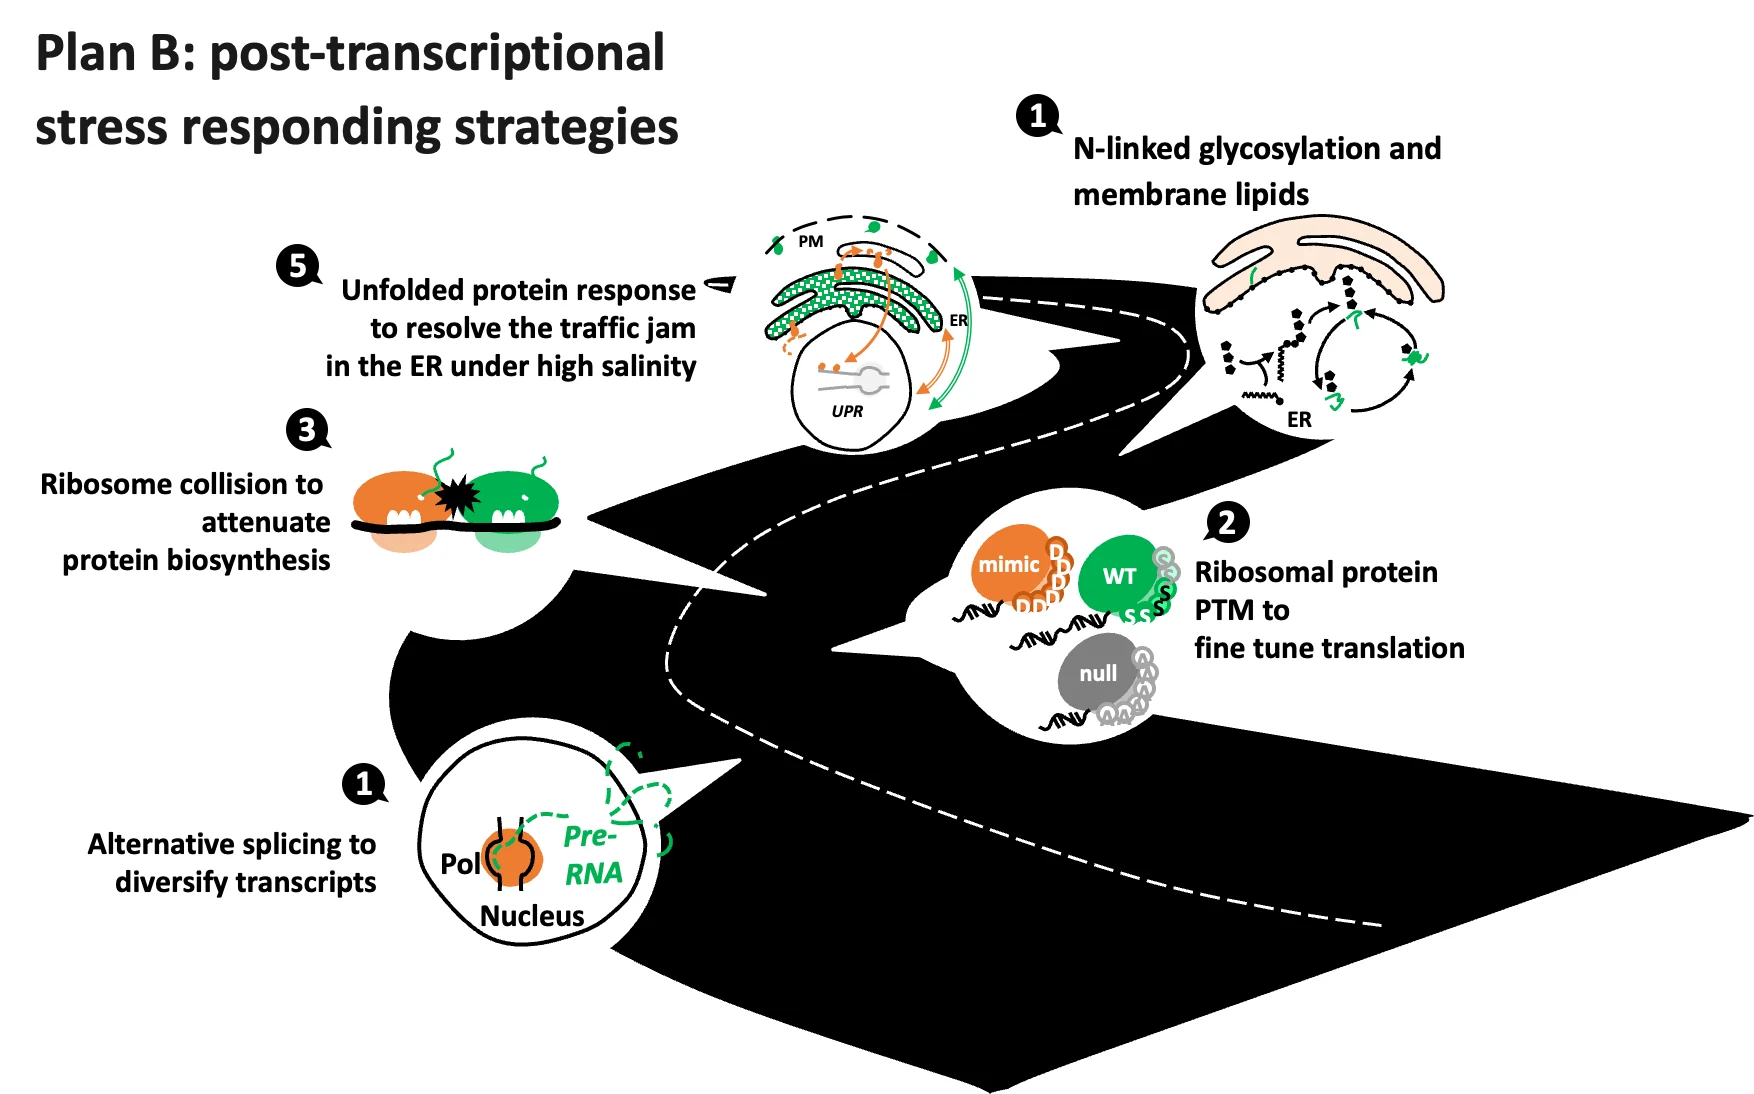 Plan B: post-transcriptional
stress responding strategies
1
N-linked glycosylation and
membrane lipids
ER
5
Unfolded protein response
to resolve the traffic jam
in the ER under high salinity
PM
ER
UPR
3
Ribosome collision to
attenuate
protein biosynthesis
2
Ribosomal protein
PTM to
fine tune translation
mimic
D
D
D
D
D
D
WT
S
S
S
S
S
S
null
A
A
A
A
A
A
1
Alternative splicing to
diversify transcripts
Pol
Pre-
RNA
Nucleus